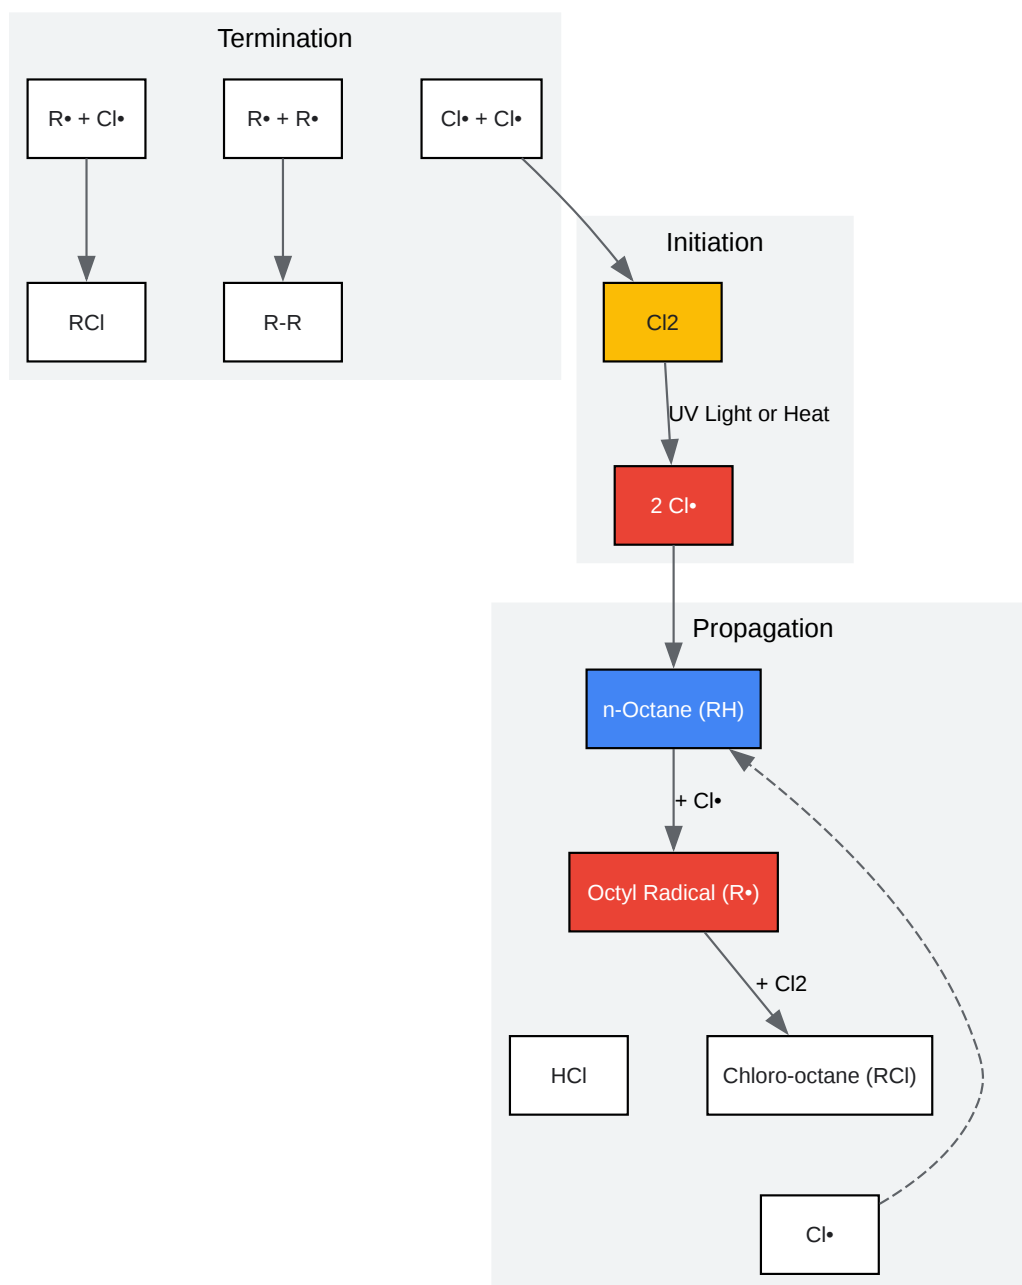 Termination
R• + Cl•
R• + R•
Cl• + Cl•
RCl
R-R
Initiation
Cl2
UV Light or Heat
2 Cl•
Propagation
n-Octane (RH)
+ Cl•
Octyl Radical (R•)
+ Cl2
HCl
Chloro-octane (RCl)
Cl•